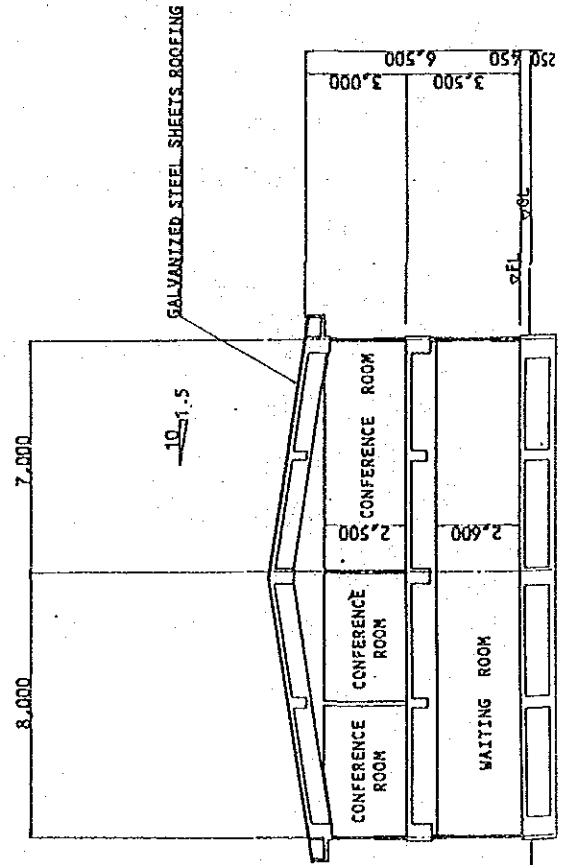 8,000
7,000
10
1.5
GALVANIZED STEEL SHEETS ROOFING
CONFERENCE
ROOM
CONFERENCE
ROOM
2,500
CONFERENCE ROOM
WAITING ROOM
2,600
3,000
3,500
6,500
450
250
▽FL
▽GL